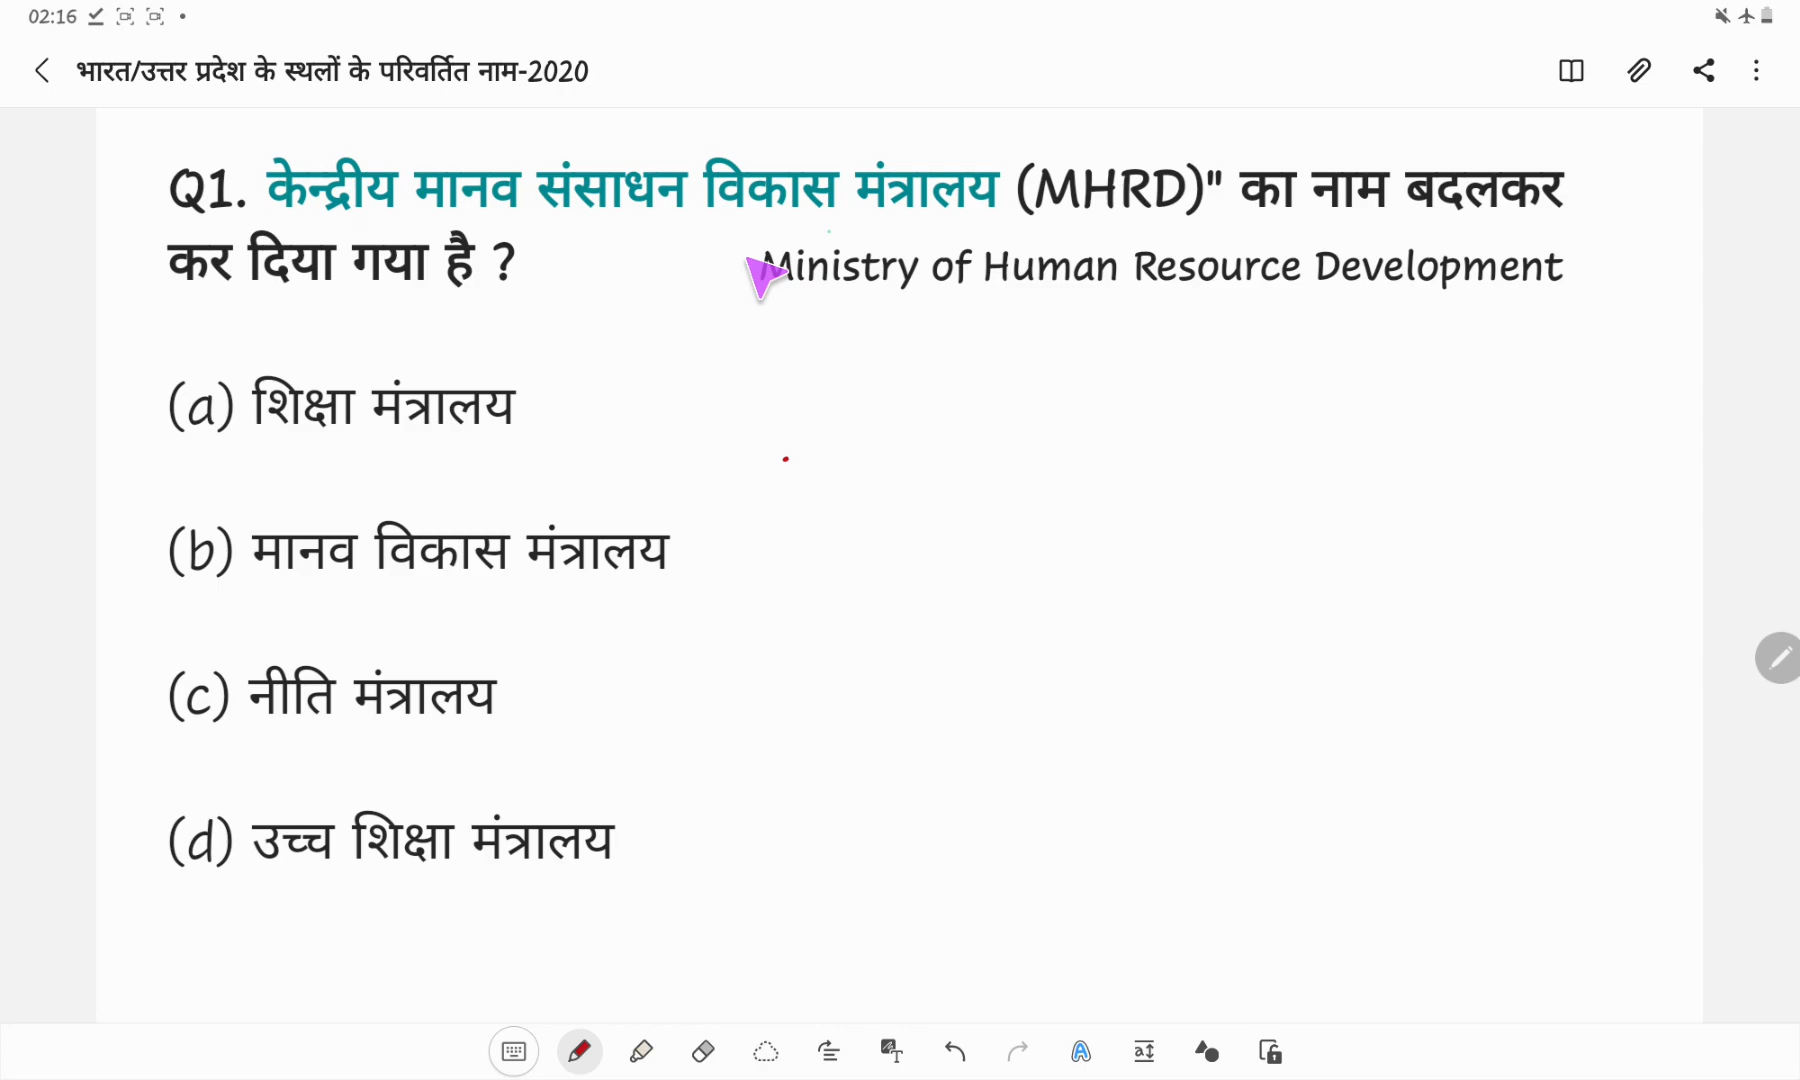 02:16
भारत/उत्तर प्रदेश के स्थलों के परिवर्तित नाम-2020
Q1. केन्द्रीय मानव संसाधन विकास मंत्रालय (MHRD)" का नाम बदलकर
कर दिया गया है ?
Ministry of Human Resource Development
(a) शिक्षा मंत्रालय
(b) मानव विकास मंत्रालय
(c) नीति मंत्रालय
(d) उच्च शिक्षा मंत्रालय